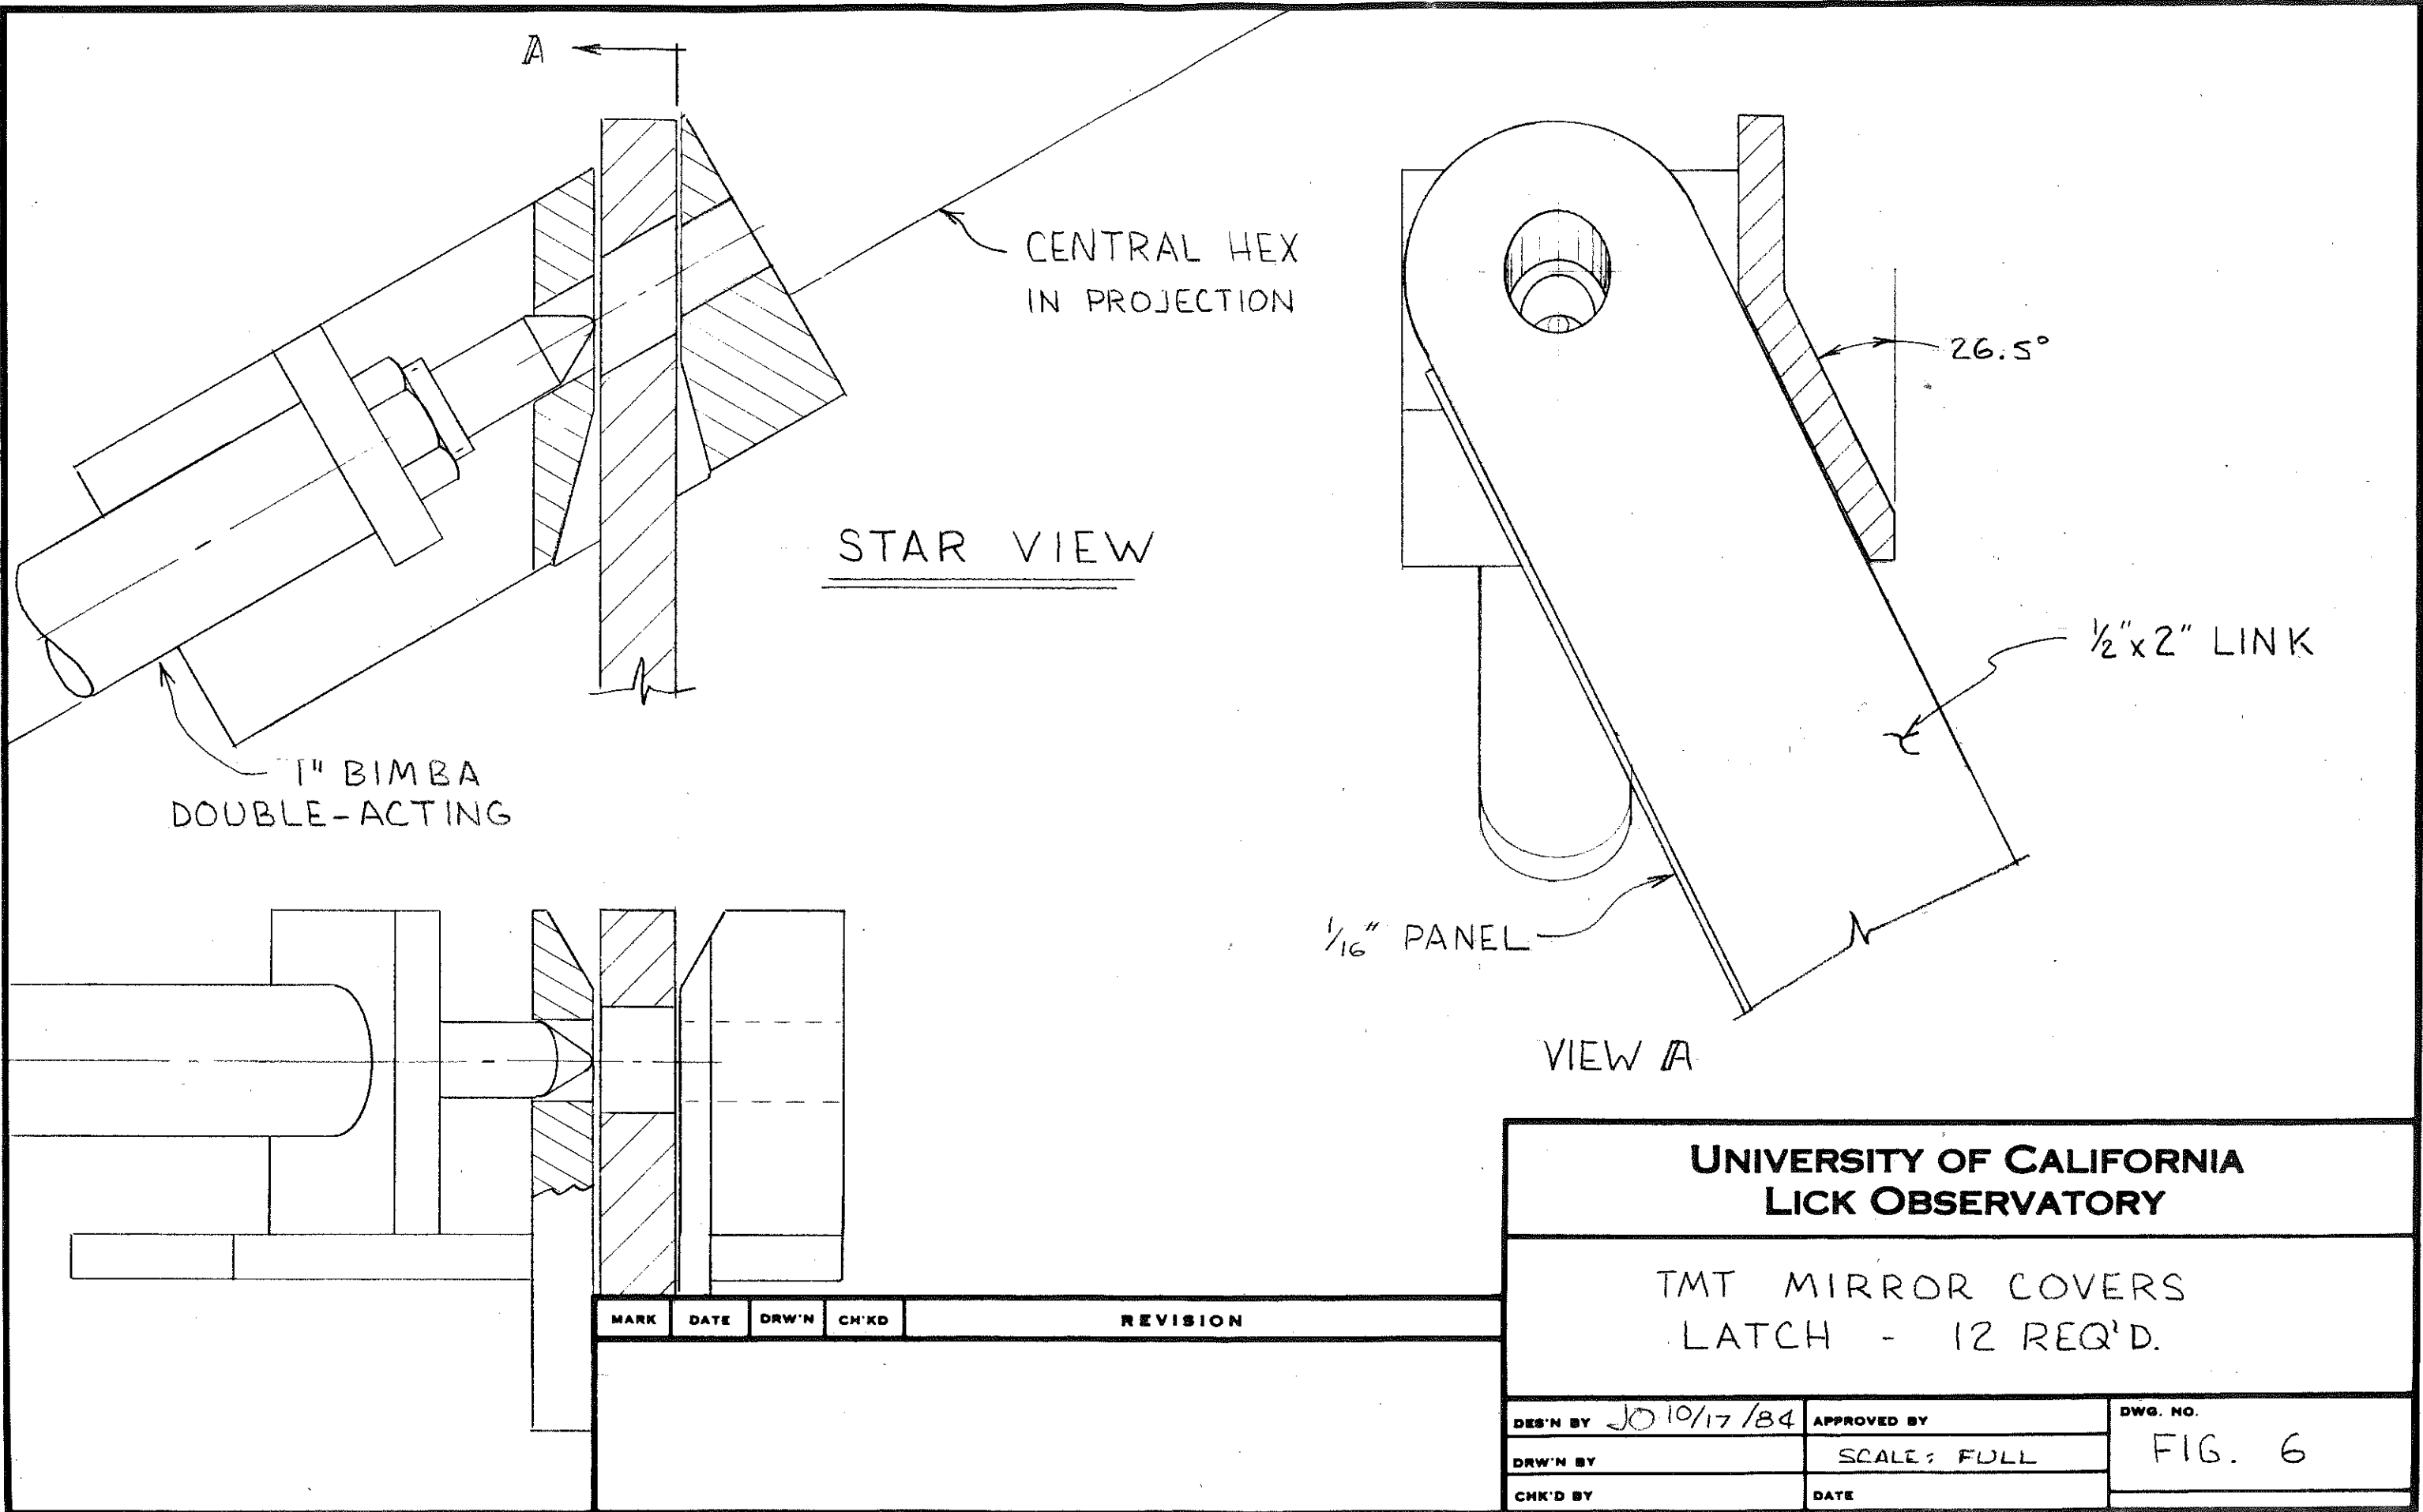 A
CENTRAL HEX
IN PROJECTION
26.5°
STAR VIEW
½"x2" LINK
1" BIMBA
DOUBLE-ACTING
1/16" PANEL
VIEW A
UNIVERSITY OF CALIFORNIA
LICK OBSERVATORY
TMT MIRROR COVERS
LATCH - 12 REQ'D.
MARK DATE DRW'N CH'KD REVISION
DES'N BY JO 10/17/84 APPROVED BY DWG. NO.
DRW'N BY SCALE: FULL FIG. 6
CHK'D BY DATE